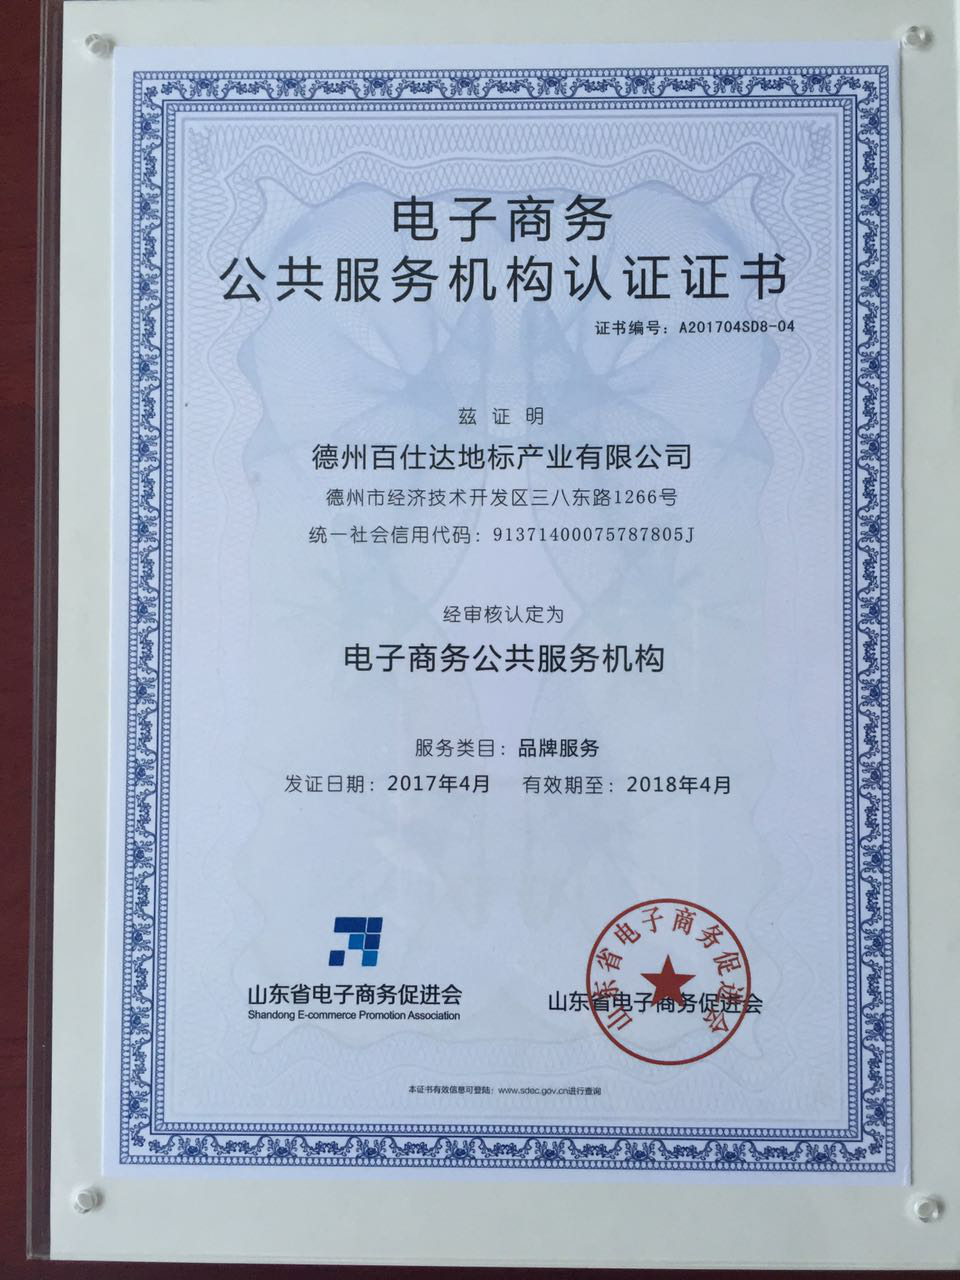 电子商务
公共服务机构认证证书
证书编号：A201704SD8-04
兹 证 明
德州百仕达地标产业有限公司
德州市经济技术开发区三八东路1266号
统一社会信用代码：91371400075787805J
经审核认定为
电子商务公共服务机构
服务类目：品牌服务
发证日期：2017年4月 有效期至：2018年4月
山东省电子商务促进会
Shandong E-commerce Promotion Association
山东省电子商务促进会
山东省电子商务促进会
本证书有效信息可登陆：www.sdec.gov.cn进行查询